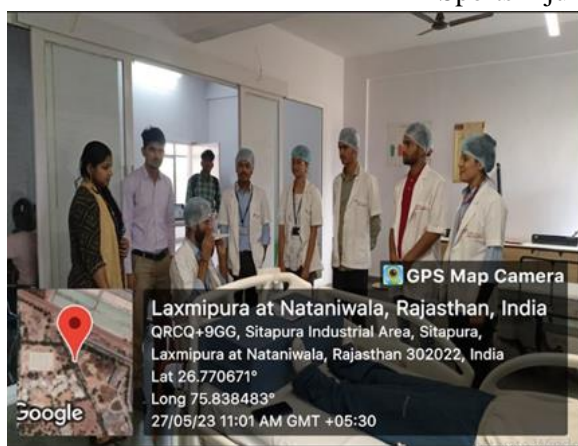 GPS Map Camera
Laxmipura at Nataniwala, Rajasthan, India
QRCQ+9GG, Sitapura Industrial Area, Sitapura,
Laxmipura at Nataniwala, Rajasthan 302022, India
Lat 26.770671°
Long 75.838483°
27/05/23 11:01 AM GMT +05:30
Google